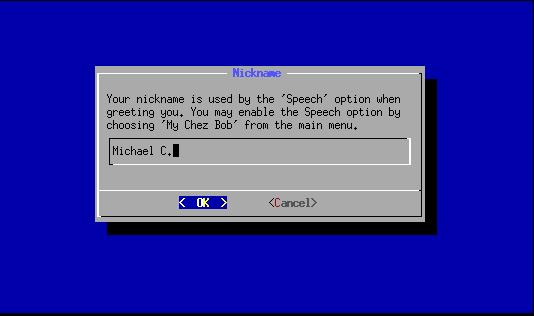 Nickname
Your nickname is used by the 'Speech' option when
greeting you. You may enable the Speech option by
choosing 'My Chez Bob' from the main menu.
Michael C.
< OK > <Cancel>